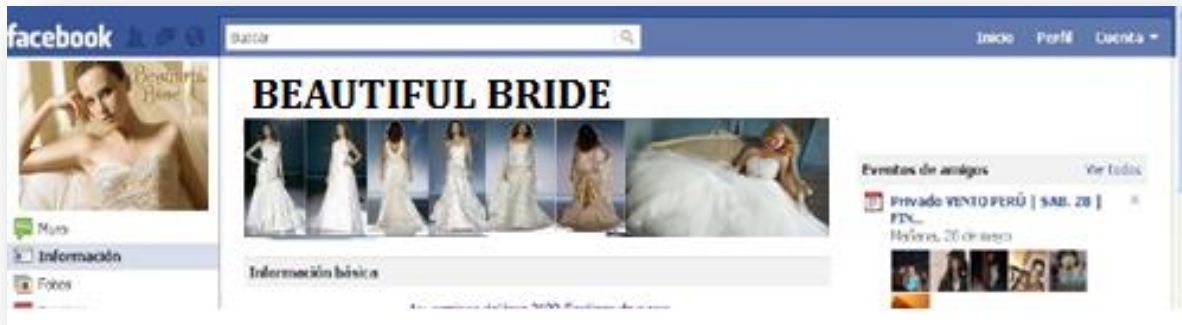 facebook
Buscar
Inicio Perfil Cuenta
Beautiful
BEAUTIFUL BRIDE
Muro
Información
Fotos
Información básica
Eventos de amigos
Ver todos
Privado VENTO PERÚ | SAB. 28 |
FIN...
Mañana, 28 de mayo